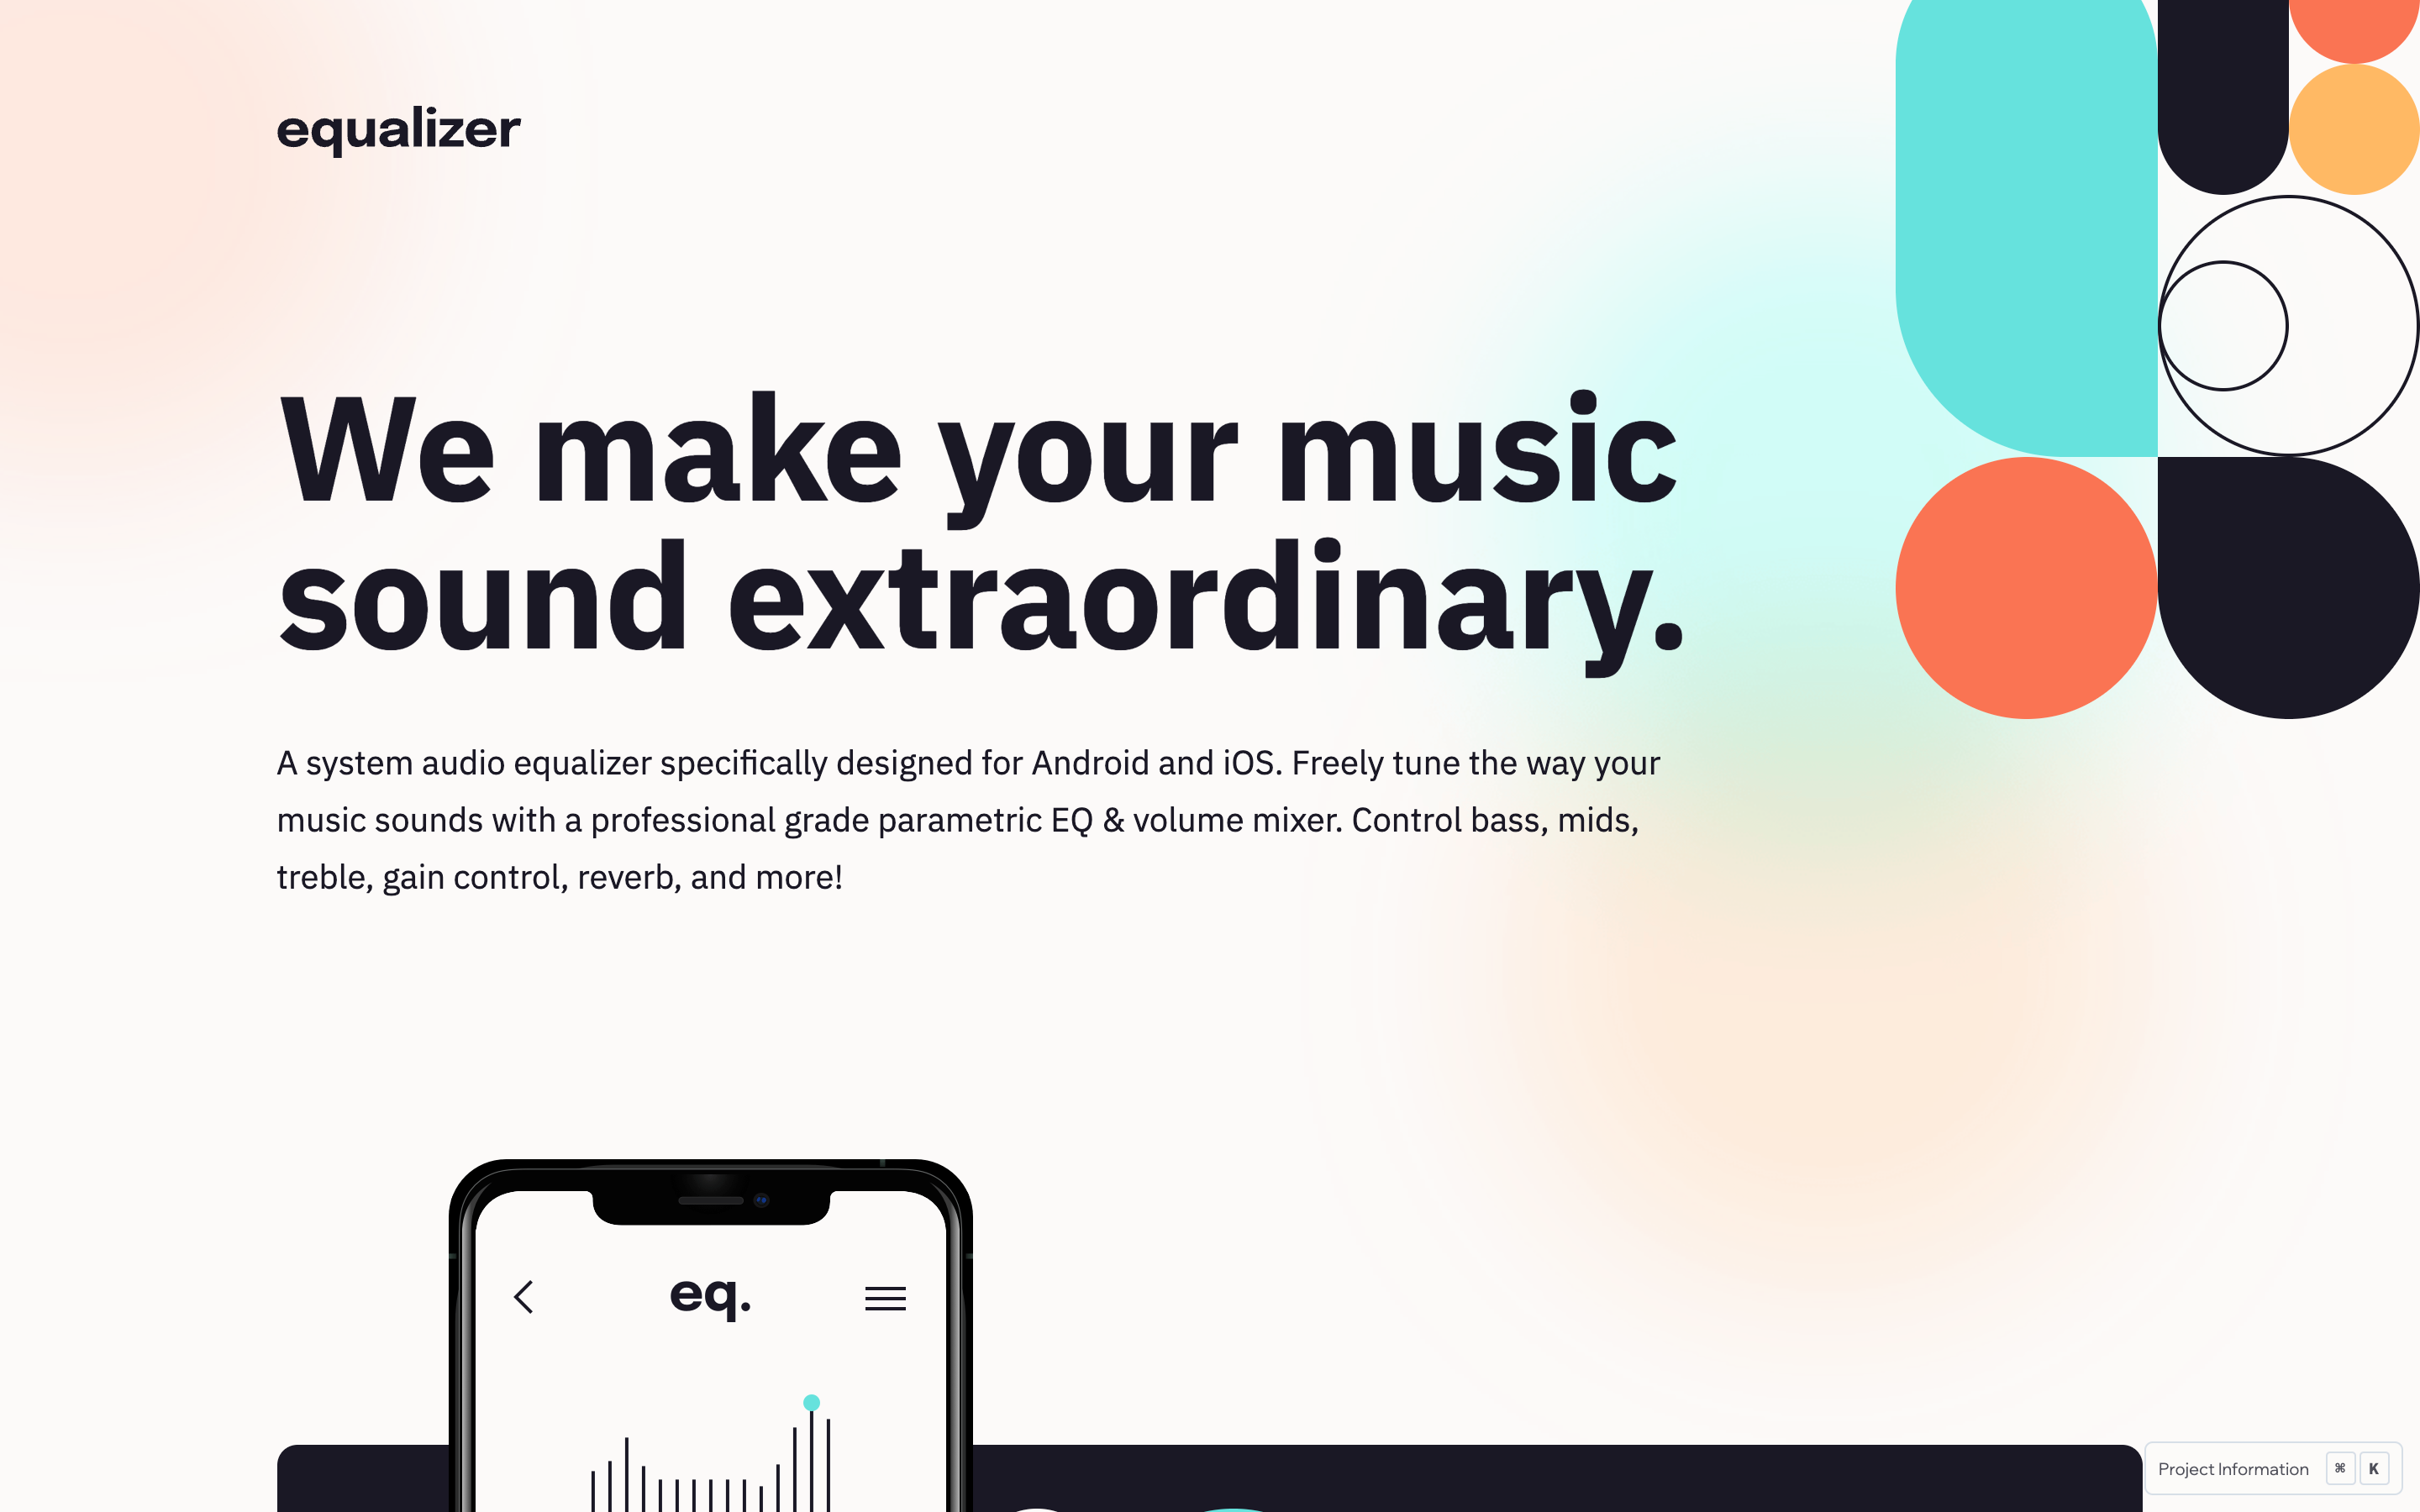 equalizer
We make your music
sound extraordinary.
A system audio equalizer specifically designed for Android and iOS. Freely tune the way your
music sounds with a professional grade parametric EQ & volume mixer. Control bass, mids,
treble, gain control, reverb, and more!
eq.
Project Information ⌘ K